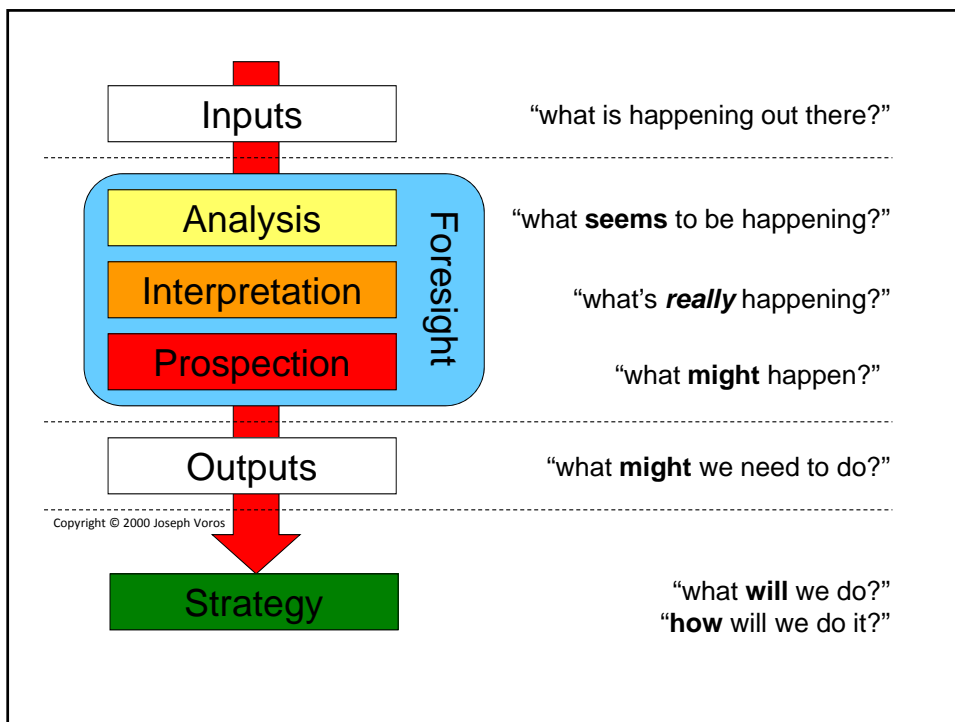 Inputs
“what is happening out there?”
Analysis
“what seems to be happening?”
Interpretation
“what’s really happening?”
Prospection
“what might happen?”
Foresight
Outputs
“what might we need to do?”
Copyright © 2000 Joseph Voros
Strategy
“what will we do?”
“how will we do it?”